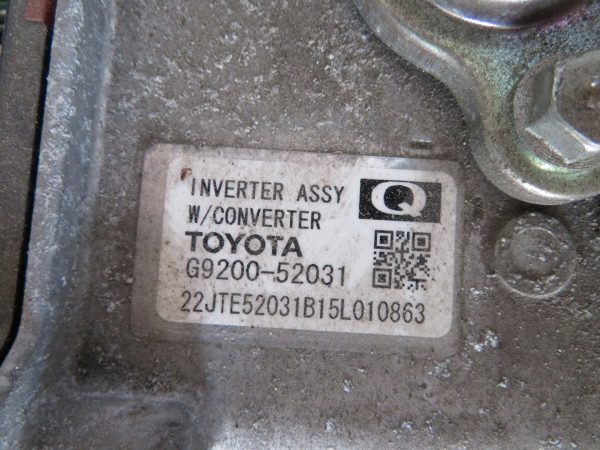 INVERTER ASSY
Q
W/CONVERTER
TOYOTA
G9200-52031
22JTE52031B15L010863